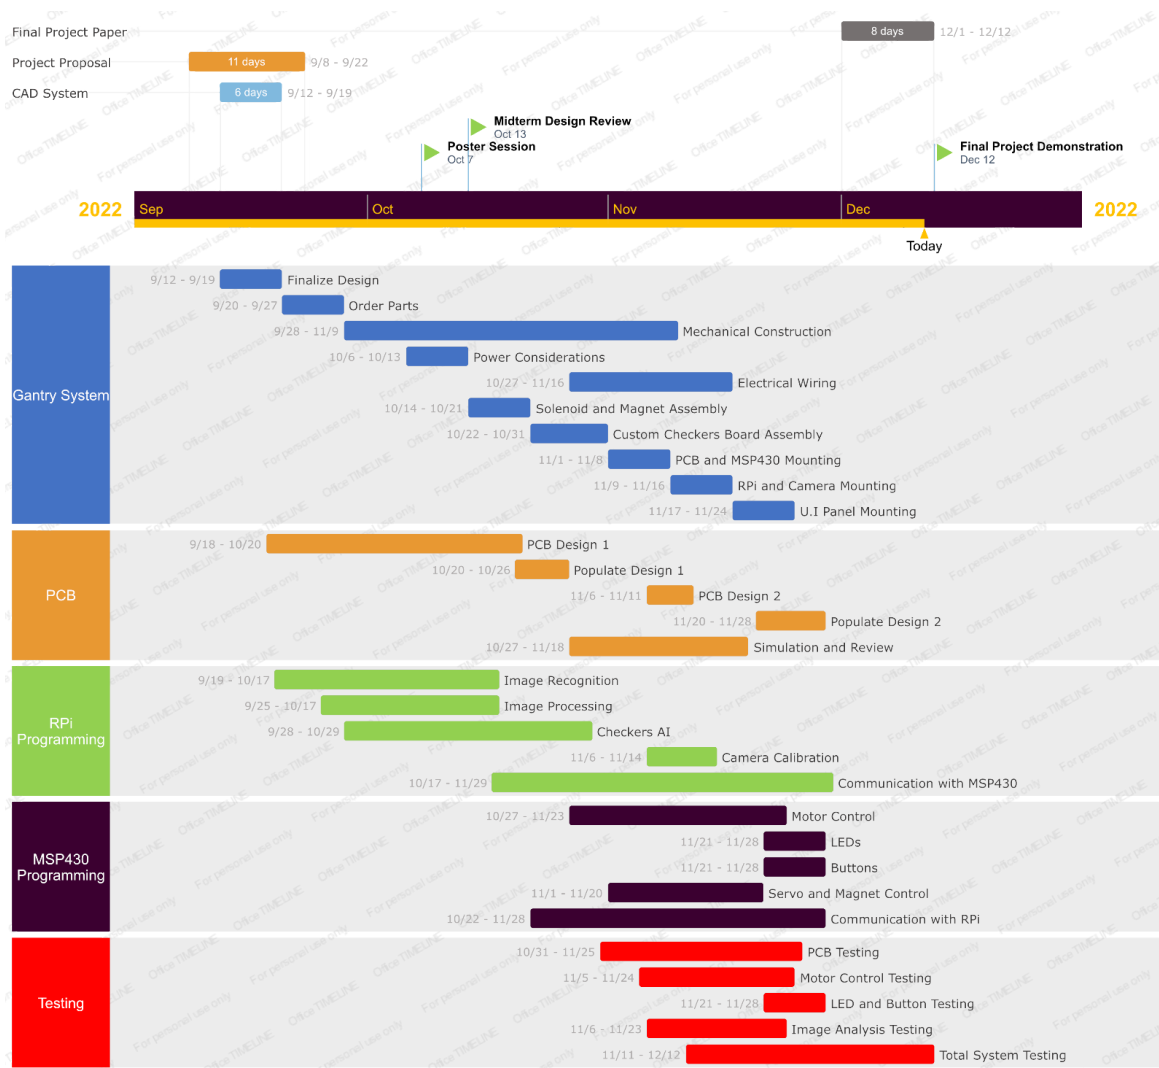 Final Project Paper 8 days 12/1 - 12/12
Project Proposal 11 days 9/8 - 9/22
CAD System 6 days 9/12 - 9/19
Midterm Design Review
Oct 13
Poster Session
Oct 7
Final Project Demonstration
Dec 12
2022 Sep Oct Nov Dec 2022
Today
Gantry System
9/12 - 9/19 Finalize Design
9/20 - 9/27 Order Parts
9/28 - 11/9 Mechanical Construction
10/6 - 10/13 Power Considerations
10/27 - 11/16 Electrical Wiring
10/14 - 10/21 Solenoid and Magnet Assembly
10/22 - 10/31 Custom Checkers Board Assembly
11/1 - 11/8 PCB and MSP430 Mounting
11/9 - 11/16 RPi and Camera Mounting
11/17 - 11/24 U.I Panel Mounting
PCB
9/18 - 10/20 PCB Design 1
10/20 - 10/26 Populate Design 1
11/6 - 11/11 PCB Design 2
11/20 - 11/28 Populate Design 2
10/27 - 11/18 Simulation and Review
RPi
Programming
9/19 - 10/17 Image Recognition
9/25 - 10/17 Image Processing
9/28 - 10/29 Checkers AI
11/6 - 11/14 Camera Calibration
10/17 - 11/29 Communication with MSP430
MSP430
Programming
10/27 - 11/23 Motor Control
11/21 - 11/28 LEDs
11/21 - 11/28 Buttons
11/1 - 11/20 Servo and Magnet Control
10/22 - 11/28 Communication with RPi
Testing
10/31 - 11/25 PCB Testing
11/5 - 11/24 Motor Control Testing
11/21 - 11/28 LED and Button Testing
11/6 - 11/23 Image Analysis Testing
11/11 - 12/12 Total System Testing
For personal use only
Office TIMELINE